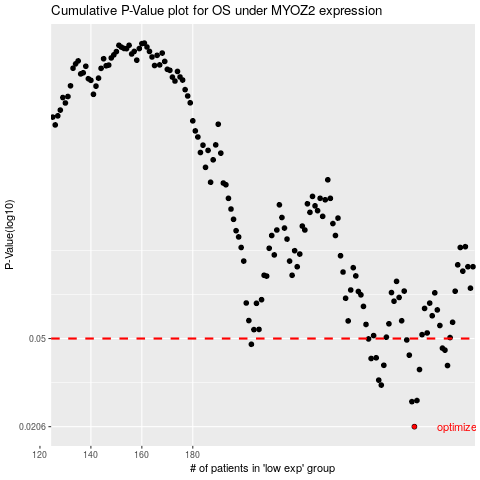 Cumulative P-Value plot for OS under MYOZ2 expression
P-Value(log10)
0.05
0.0206
optimize
120 140 160 180
# of patients in 'low exp' group